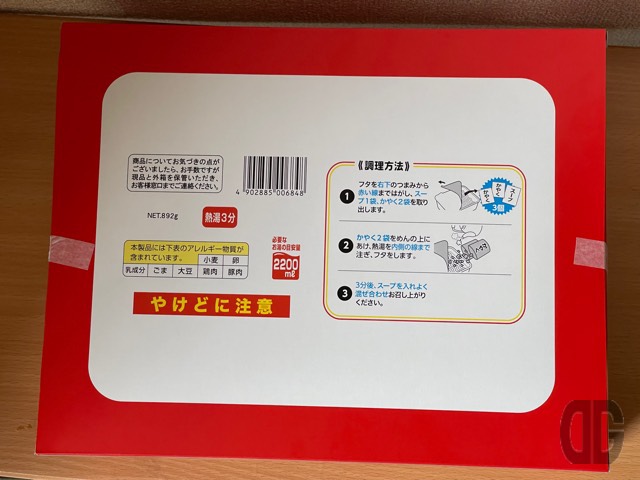 商品についてお気づきの点が
ございましたら、お手数ですが
現品と外箱を保管いただき、
お客様窓口までご連絡ください。
4 902885 006848
NET.892g
熱湯3分
本製品には下表のアレルギー物質が
含まれています。
小麦 卵
乳成分 ごま 大豆 鶏肉 豚肉
必要な
お湯の目安量
2200
mℓ
やけどに注意
《調理方法》
1
フタを右下のつまみから
赤い線まではがし、スー
プ1袋、かやく2袋を取り
出します。
かやく
かやく
スープ
3個
2
かやく2袋をめんの上に
あけ、熱湯を内側の線まで
注ぎ、フタをします。
かやく
3
3分後、スープを入れよく
混ぜ合わせお召し上がり
ください。